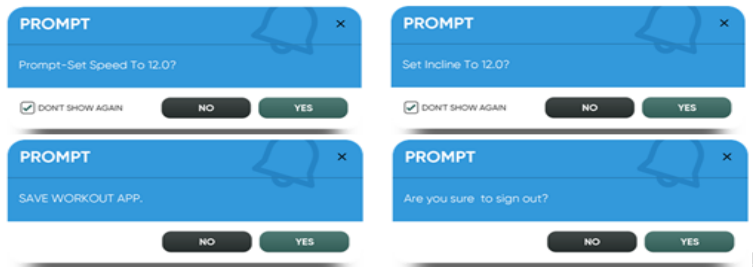 PROMPT
Prompt-Set Speed To 12.0?
DON'T SHOW AGAIN NO YES
PROMPT
Set Incline To 12.0?
DON'T SHOW AGAIN NO YES
PROMPT
SAVE WORKOUT APP.
NO YES
PROMPT
Are you sure to sign out?
NO YES